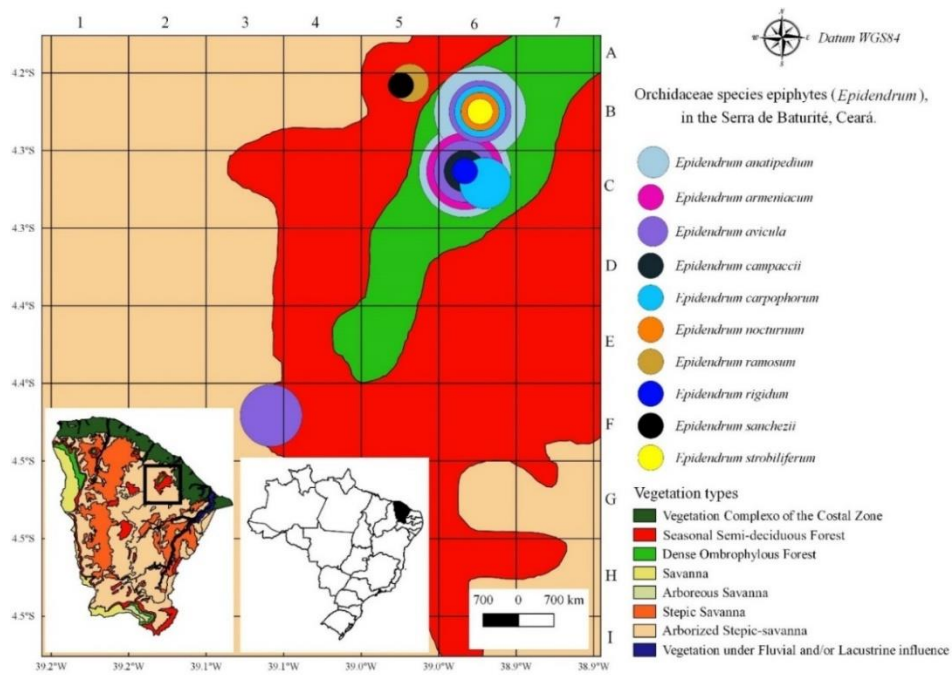 1 2 3 4 5 6 7
A
B
C
D
E
F
G
H
I
4.2°S
4.3°S
4.3°S
4.4°S
4.4°S
4.5°S
4.5°S
4.5°S
39.2°W 39.2°W 39.1°W 39.1°W 39.0°W 39.0°W 38.9°W 38.9°W
700 0 700 km
N
W
E
S
Datum WGS84
Orchidaceae species epiphytes (Epidendrum),
in the Serra de Baturité, Ceará.
Epidendrum anatipedium
Epidendrum armeniacum
Epidendrum avicula
Epidendrum campaccii
Epidendrum carpophorum
Epidendrum nocturnum
Epidendrum ramosum
Epidendrum rigidum
Epidendrum sanchezii
Epidendrum strobiliferum
Vegetation types
Vegetation Complexo of the Costal Zone
Seasonal Semi-deciduous Forest
Dense Ombrophylous Forest
Savanna
Arboreous Savanna
Stepic Savanna
Arborized Stepic-savanna
Vegetation under Fluvial and/or Lacustrine influence